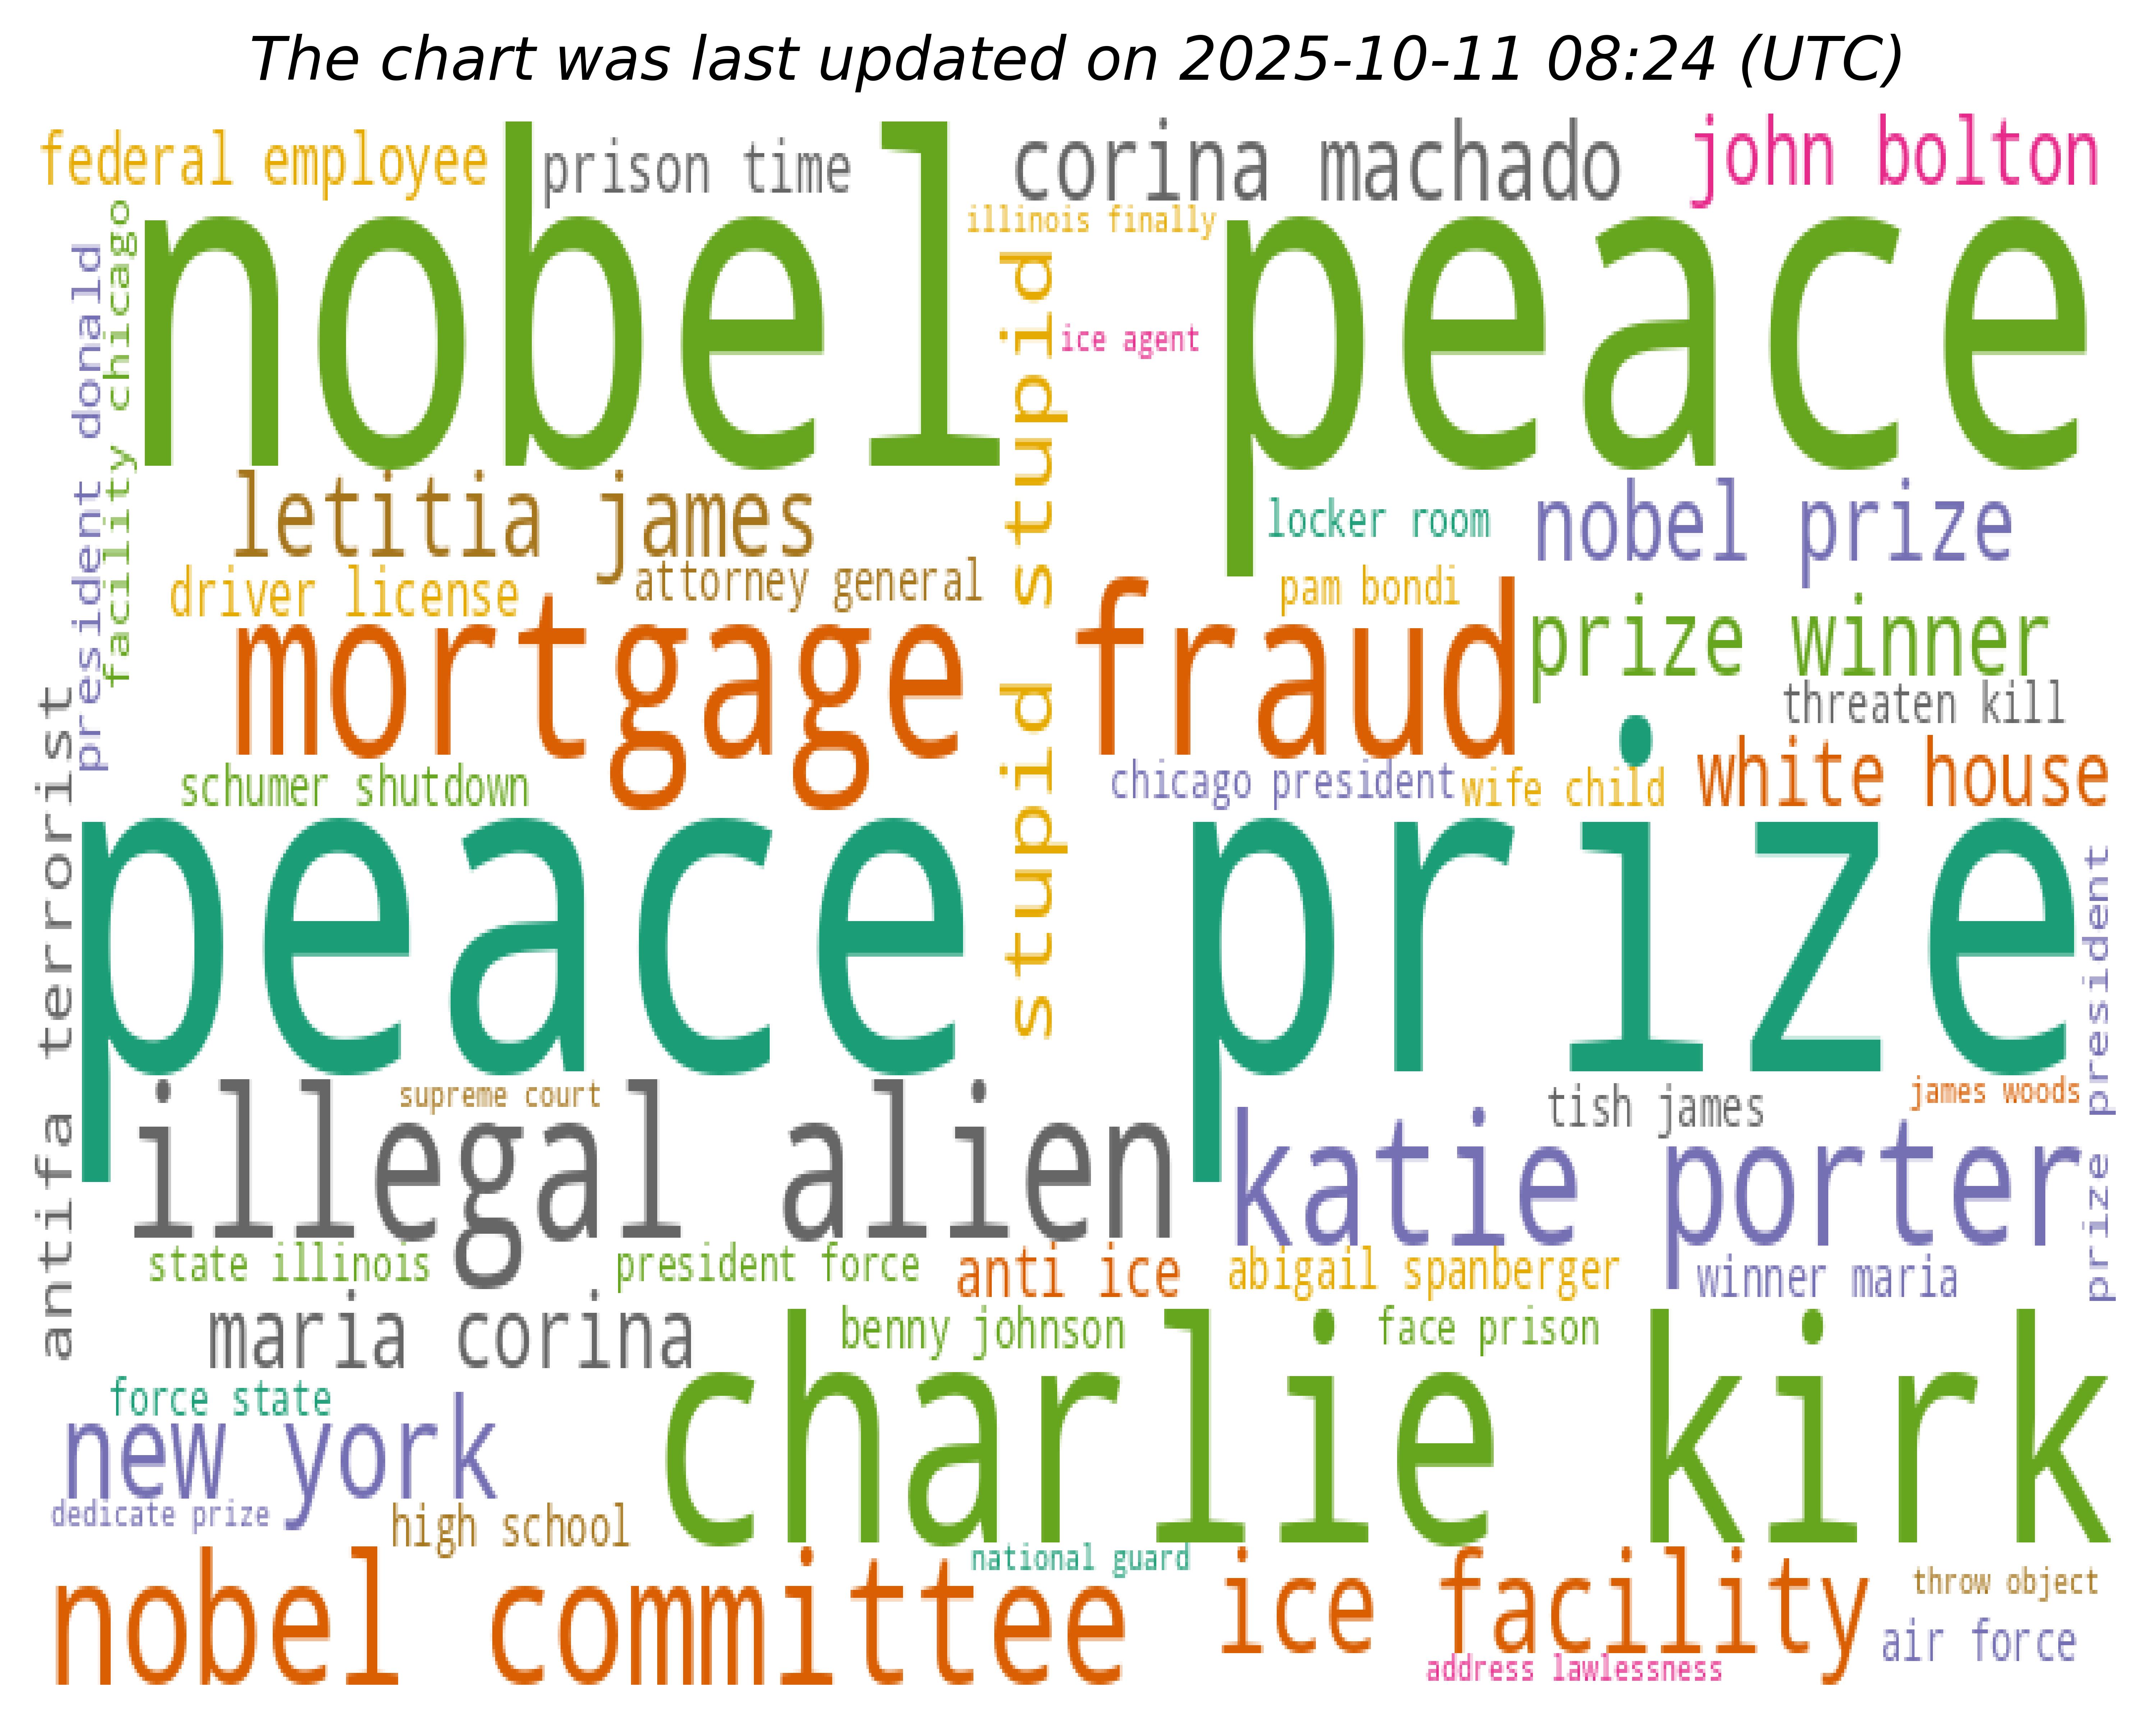 The chart was last updated on 2025-10-11 08:24 (UTC)
federal employee
prison time
corina machado
john bolton
nobel peace
illinois finally
ice agent
president donald
facility chicago
stupid stupid
letitia james
locker room
nobel prize
driver license
attorney general
pam bondi
prize winner
mortgage fraud
threaten kill
schumer shutdown
chicago president
wife child
white house
antifa terrorist
peace prize
prize president
supreme court
tish james
james woods
illegal alien
katie porter
state illinois
president force
anti ice
abigail spanberger
winner maria
maria corina
benny johnson
face prison
force state
charlie kirk
new york
dedicate prize
high school
national guard
nobel committee
ice facility
throw object
air force
address lawlessness